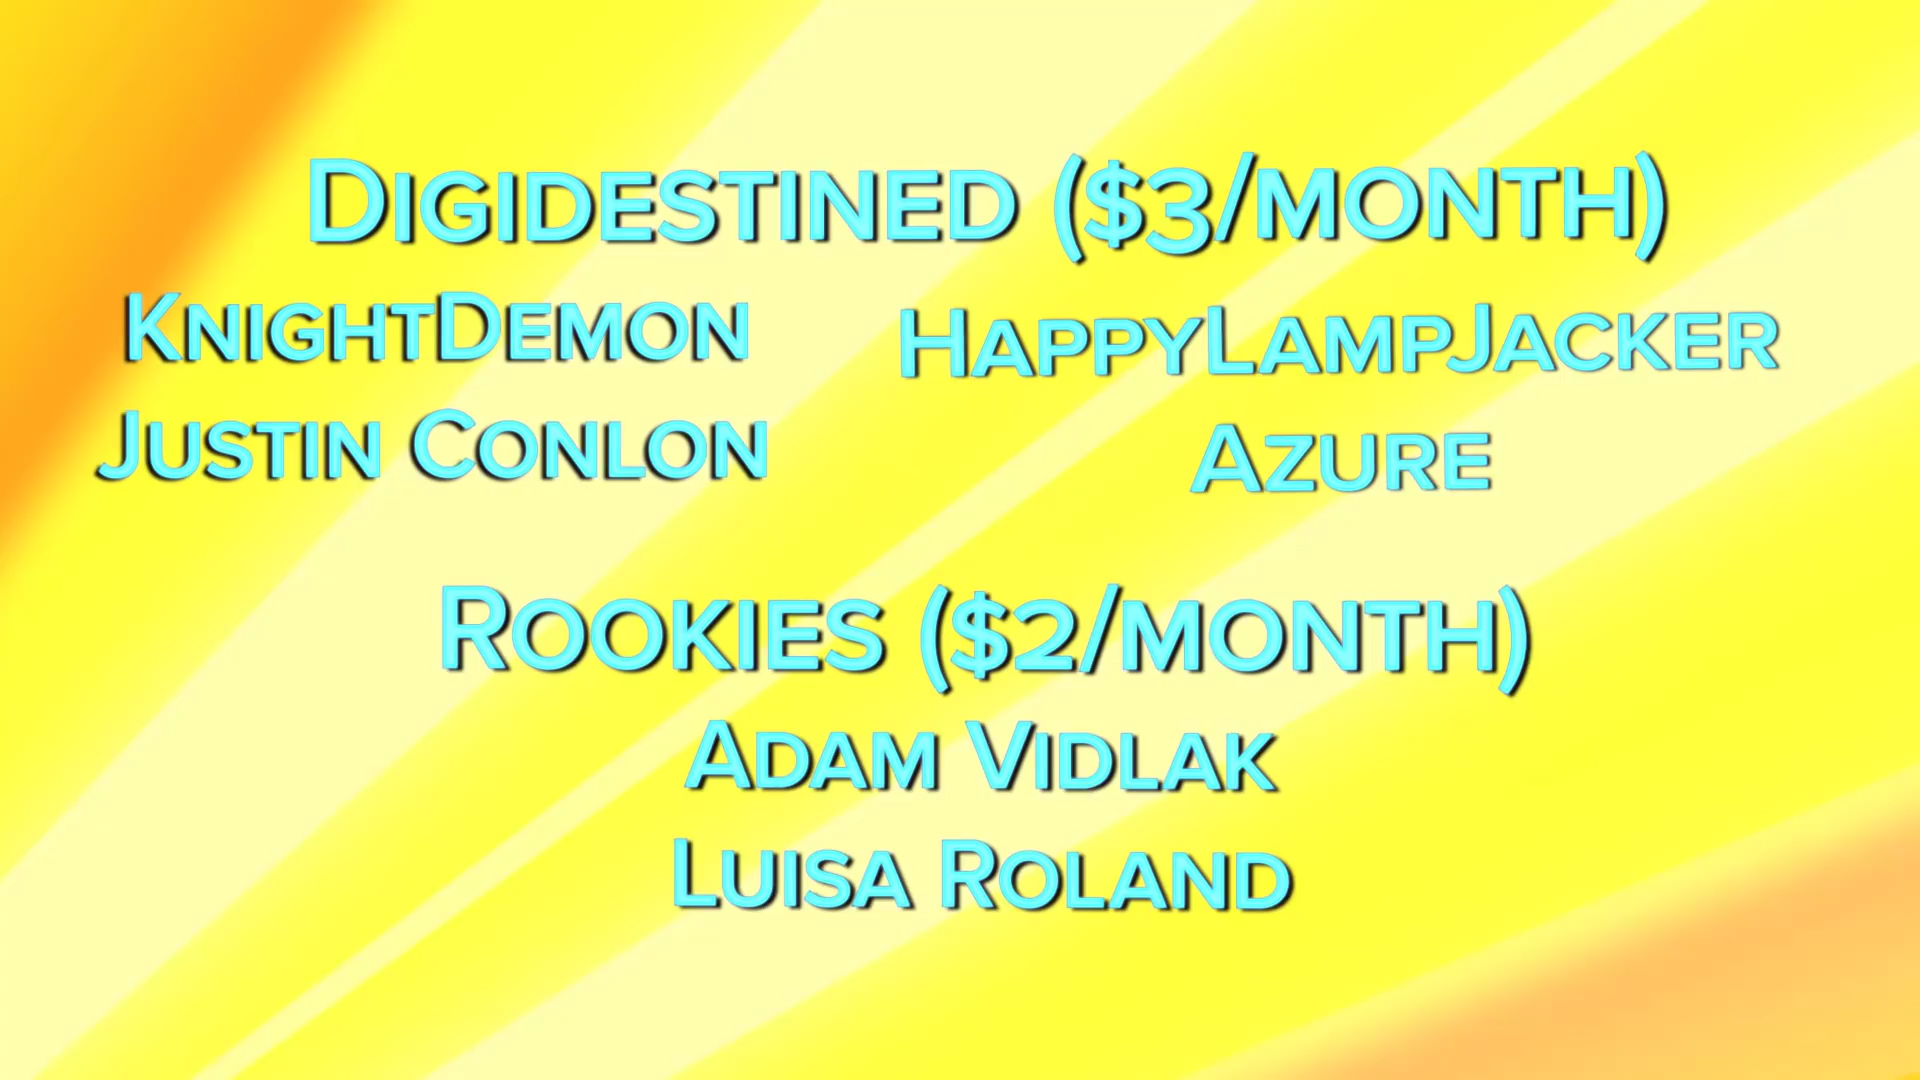 Digidestined ($3/month)
KnightDemon
HappyLampJacker
Justin Conlon
Azure
Rookies ($2/month)
Adam Vidlak
Luisa Roland